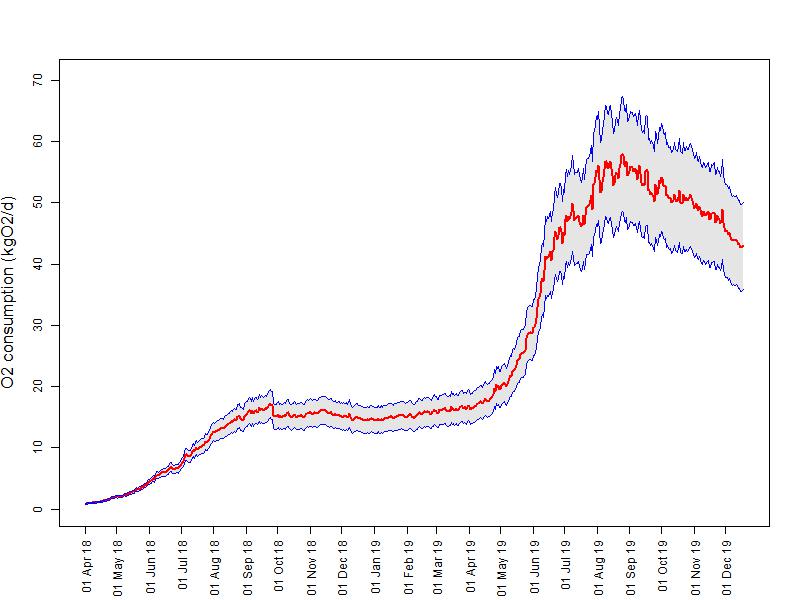 O2 consumption (kgO2/d)
70
60
50
40
30
20
10
0
01 Apr 18
01 May 18
01 Jun 18
01 Jul 18
01 Aug 18
01 Sep 18
01 Oct 18
01 Nov 18
01 Dec 18
01 Jan 19
01 Feb 19
01 Mar 19
01 Apr 19
01 May 19
01 Jun 19
01 Jul 19
01 Aug 19
01 Sep 19
01 Oct 19
01 Nov 19
01 Dec 19